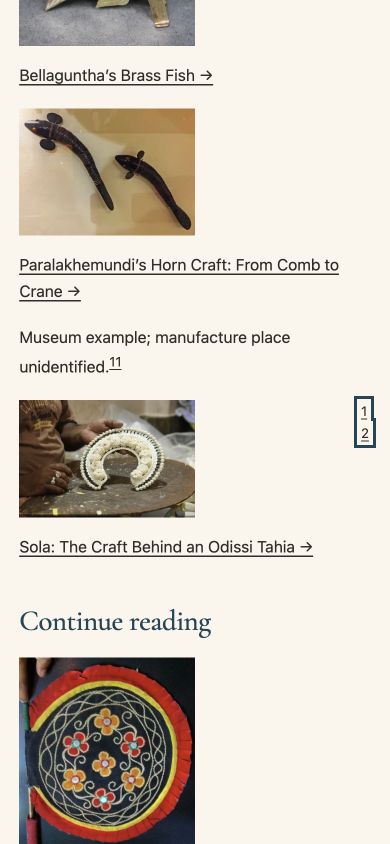 Bellaguntha’s Brass Fish →
Paralakhemundi’s Horn Craft: From Comb to
Crane →
Museum example; manufacture place
unidentified.11
1
2
Sola: The Craft Behind an Odissi Tahia →
Continue reading